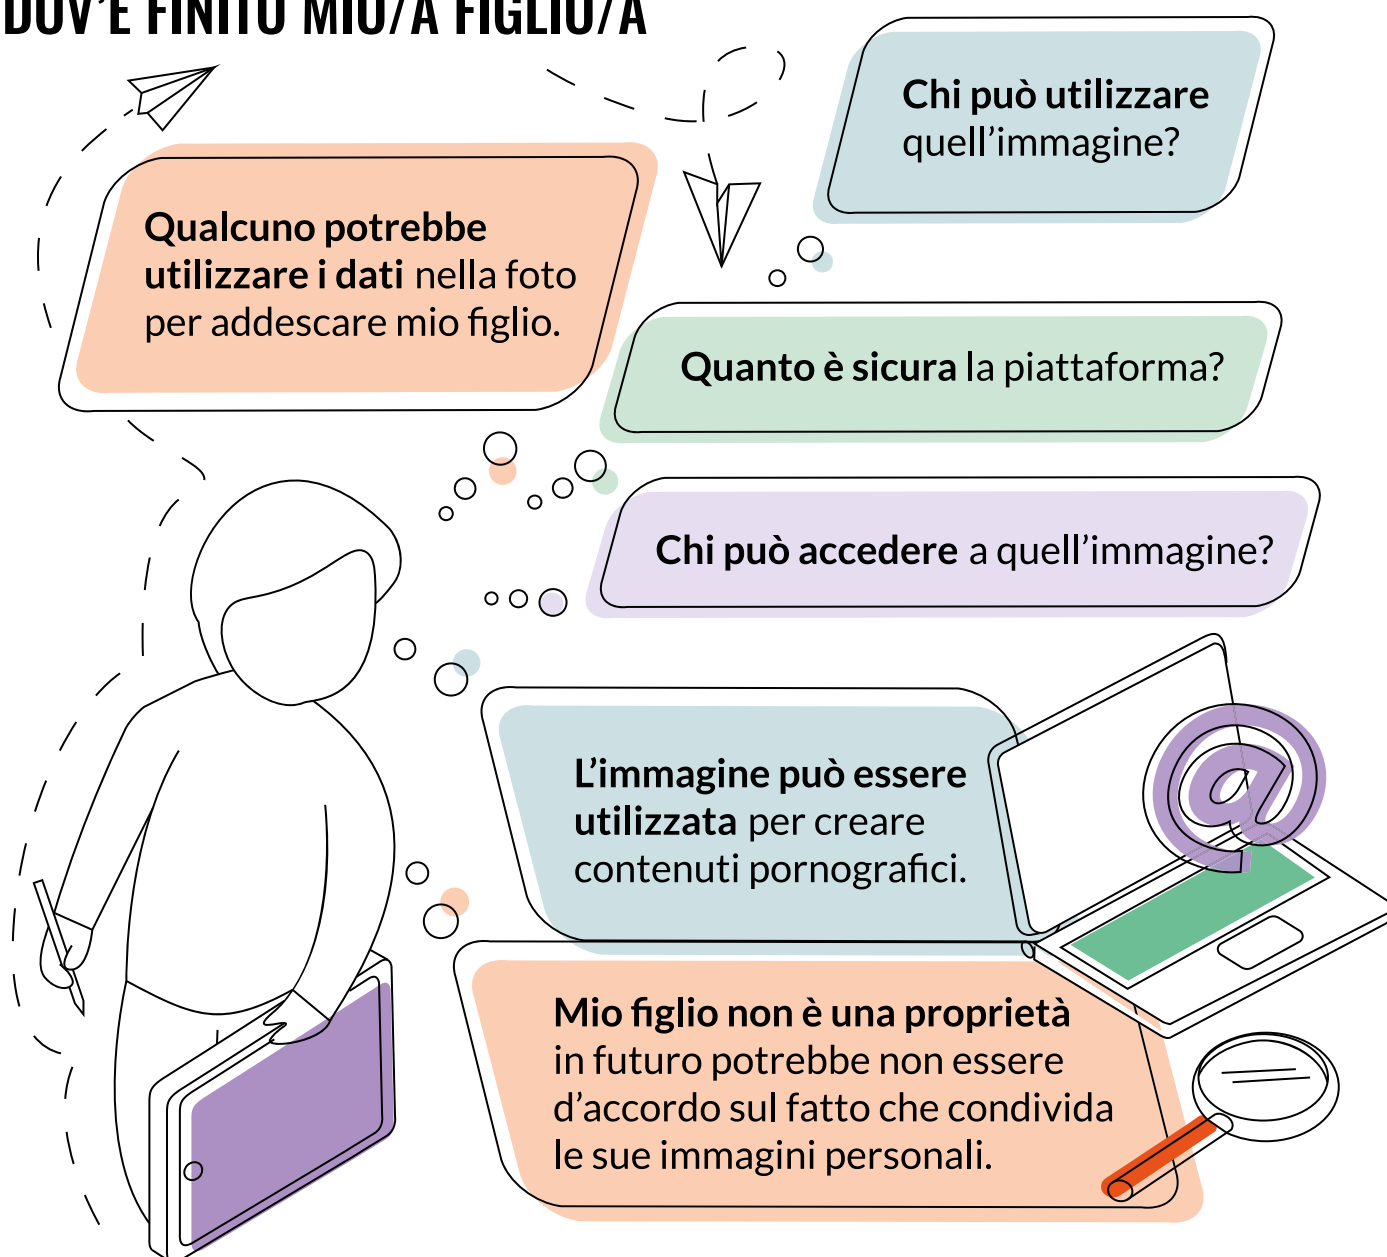 DOV'È FINITO MIO/A FIGLIO/A
Chi può utilizzare
quell’immagine?
Qualcuno potrebbe
utilizzare i dati nella foto
per addescare mio figlio.
Quanto è sicura la piattaforma?
Chi può accedere a quell’immagine?
L’immagine può essere
utilizzata per creare
contenuti pornografici.
Mio figlio non è una proprietà
in futuro potrebbe non essere
d’accordo sul fatto che condivida
le sue immagini personali.
@